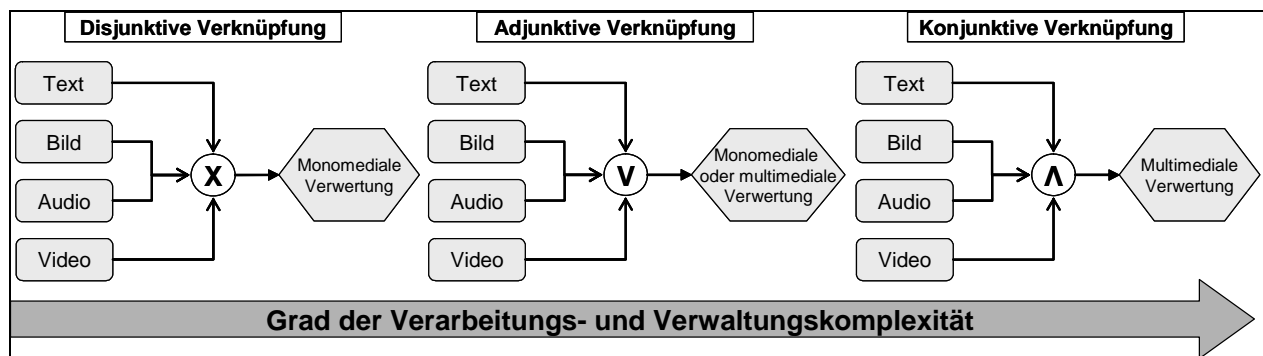 Disjunktive Verknüpfung
Text
Bild
Audio
Video
X
Monomediale
Verwertung
Adjunktive Verknüpfung
Text
Bild
Audio
Video
V
Monomediale
oder multimediale
Verwertung
Konjunktive Verknüpfung
Text
Bild
Audio
Video
Λ
Multimediale
Verwertung
Grad der Verarbeitungs- und Verwaltungskomplexität